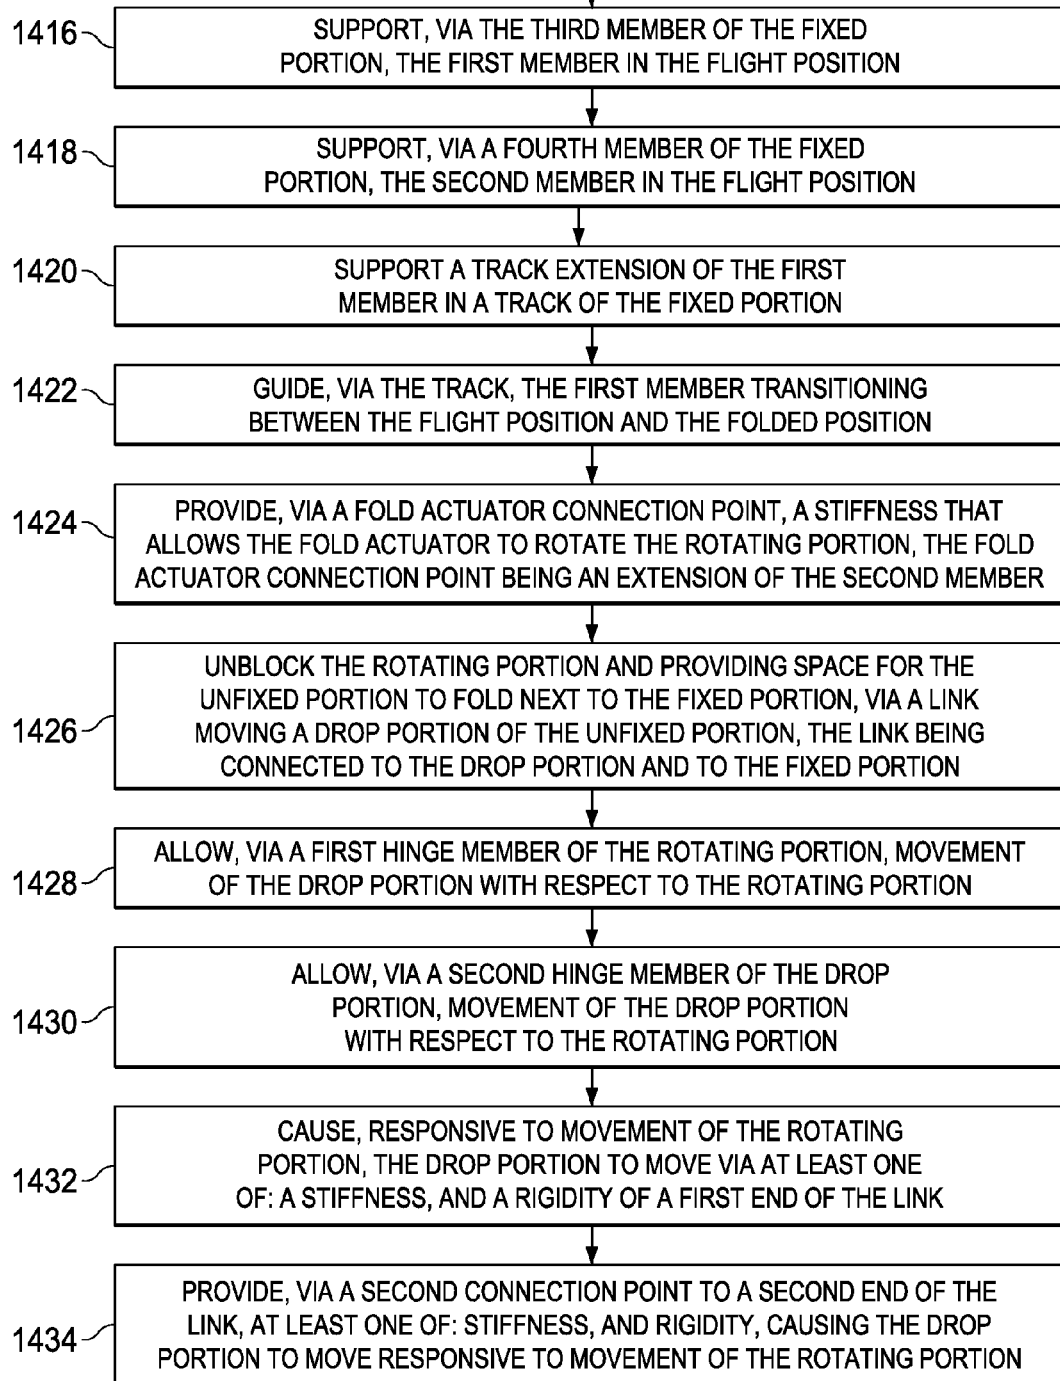 1416
SUPPORT, VIA THE THIRD MEMBER OF THE FIXED
PORTION, THE FIRST MEMBER IN THE FLIGHT POSITION
1418
SUPPORT, VIA A FOURTH MEMBER OF THE FIXED
PORTION, THE SECOND MEMBER IN THE FLIGHT POSITION
1420
SUPPORT A TRACK EXTENSION OF THE FIRST
MEMBER IN A TRACK OF THE FIXED PORTION
1422
GUIDE, VIA THE TRACK, THE FIRST MEMBER TRANSITIONING
BETWEEN THE FLIGHT POSITION AND THE FOLDED POSITION
1424
PROVIDE, VIA A FOLD ACTUATOR CONNECTION POINT, A STIFFNESS THAT
ALLOWS THE FOLD ACTUATOR TO ROTATE THE ROTATING PORTION, THE FOLD
ACTUATOR CONNECTION POINT BEING AN EXTENSION OF THE SECOND MEMBER
1426
UNBLOCK THE ROTATING PORTION AND PROVIDING SPACE FOR THE
UNFIXED PORTION TO FOLD NEXT TO THE FIXED PORTION, VIA A LINK
MOVING A DROP PORTION OF THE UNFIXED PORTION, THE LINK BEING
CONNECTED TO THE DROP PORTION AND TO THE FIXED PORTION
1428
ALLOW, VIA A FIRST HINGE MEMBER OF THE ROTATING PORTION, MOVEMENT
OF THE DROP PORTION WITH RESPECT TO THE ROTATING PORTION
1430
ALLOW, VIA A SECOND HINGE MEMBER OF THE DROP
PORTION, MOVEMENT OF THE DROP PORTION
WITH RESPECT TO THE ROTATING PORTION
1432
CAUSE, RESPONSIVE TO MOVEMENT OF THE ROTATING
PORTION, THE DROP PORTION TO MOVE VIA AT LEAST ONE
OF: A STIFFNESS, AND A RIGIDITY OF A FIRST END OF THE LINK
1434
PROVIDE, VIA A SECOND CONNECTION POINT TO A SECOND END OF THE
LINK, AT LEAST ONE OF: STIFFNESS, AND RIGIDITY, CAUSING THE DROP
PORTION TO MOVE RESPONSIVE TO MOVEMENT OF THE ROTATING PORTION